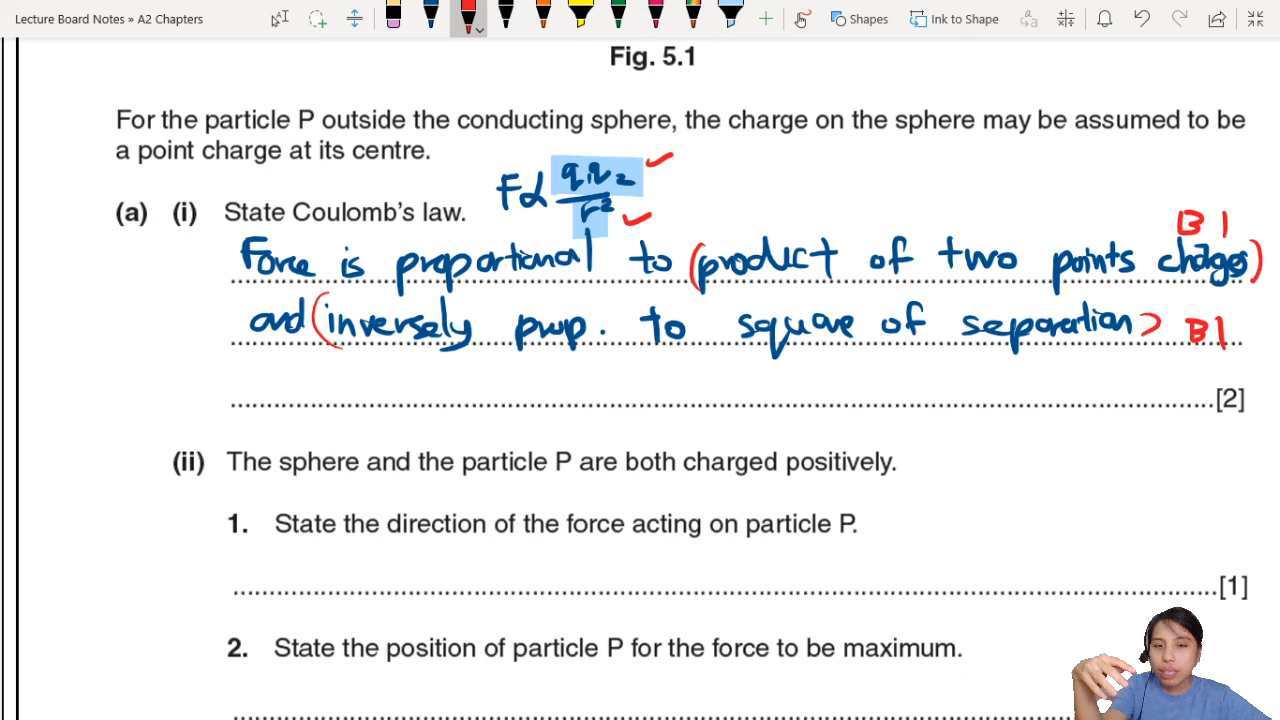 Lecture Board Notes » A2 Chapters
Shapes
Ink to Shape
Fig. 5.1
For the particle P outside the conducting sphere, the charge on the sphere may be assumed to be
a point charge at its centre.
F∝ q₁q₂/r²
(a) (i) State Coulomb's law.
B1
Force is proportional to (product of two points chages)
and (inversely prop. to square of separation) B1
[2]
(ii) The sphere and the particle P are both charged positively.
1. State the direction of the force acting on particle P.
[1]
2. State the position of particle P for the force to be maximum.